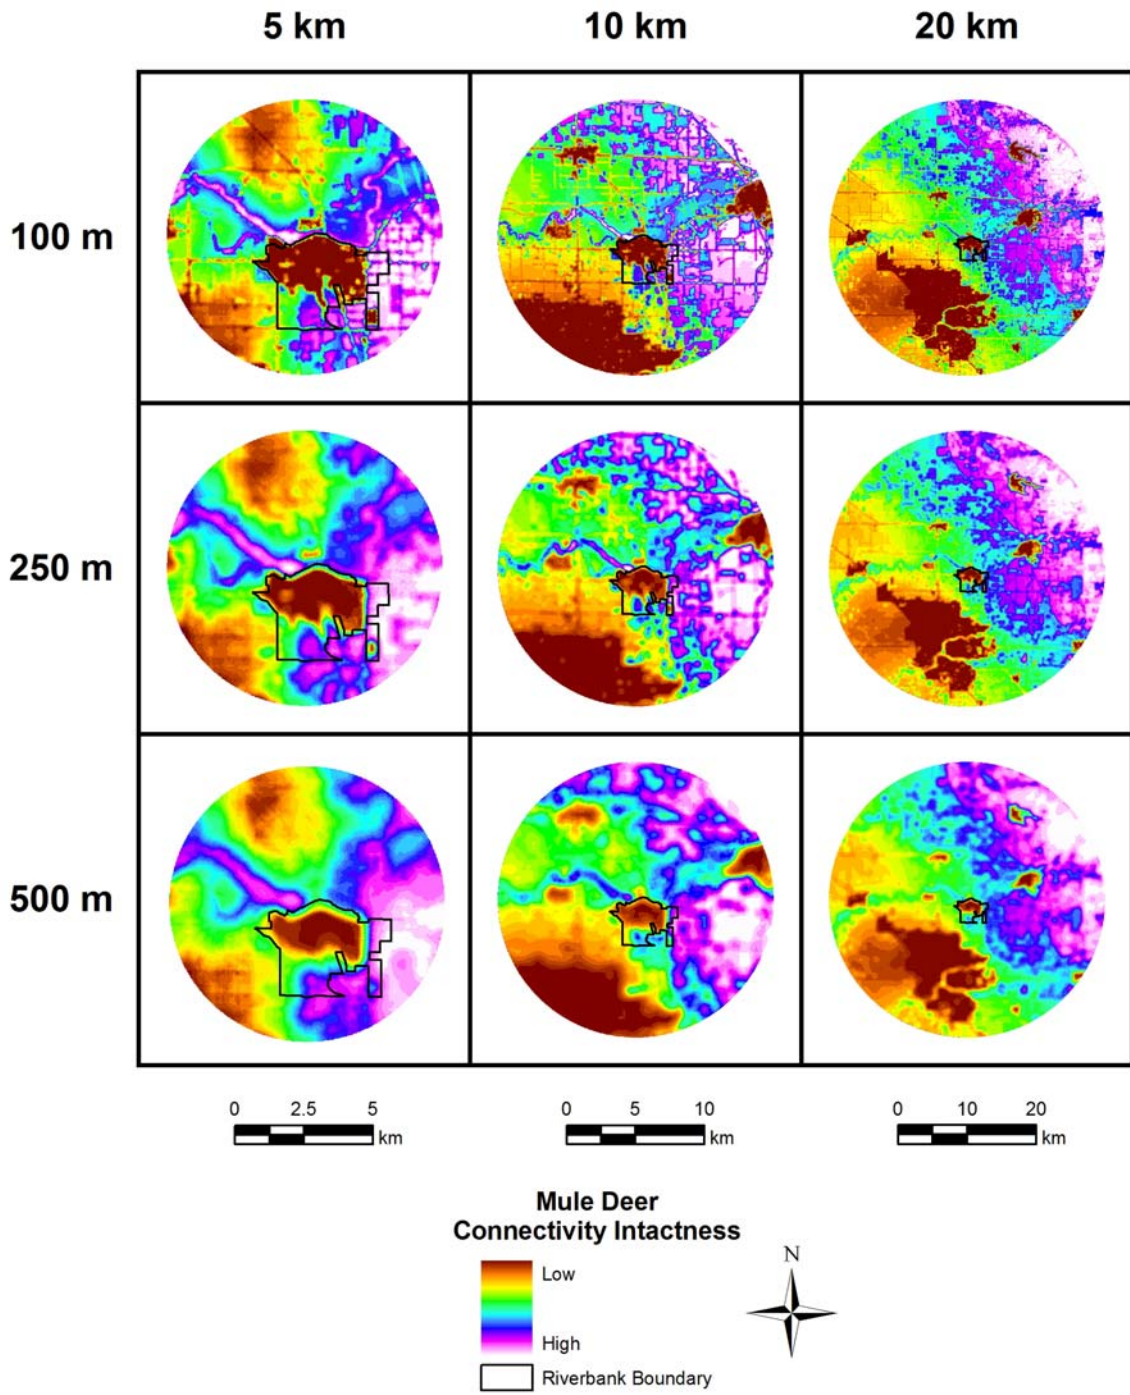 5 km 10 km 20 km
100 m
250 m
500 m
0 2.5 5
km
0 5 10
km
0 10 20
km
Mule Deer
Connectivity Intactness
Low
High
Riverbank Boundary
N